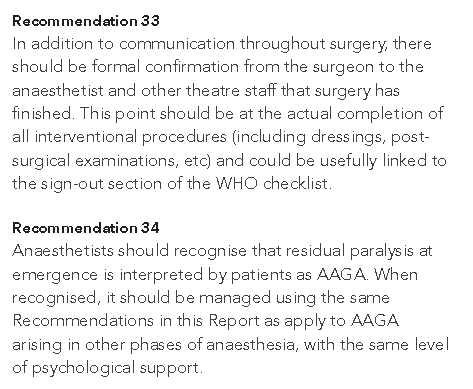 Recommendation 33
In addition to communication throughout surgery, there
should be formal confirmation from the surgeon to the
anaesthetist and other theatre staff that surgery has
finished. This point should be at the actual completion of
all interventional procedures (including dressings, post-
surgical examinations, etc) and could be usefully linked to
the sign-out section of the WHO checklist.

Recommendation 34
Anaesthetists should recognise that residual paralysis at
emergence is interpreted by patients as AAGA. When
recognised, it should be managed using the same
Recommendations in this Report as apply to AAGA
arising in other phases of anaesthesia, with the same level
of psychological support.